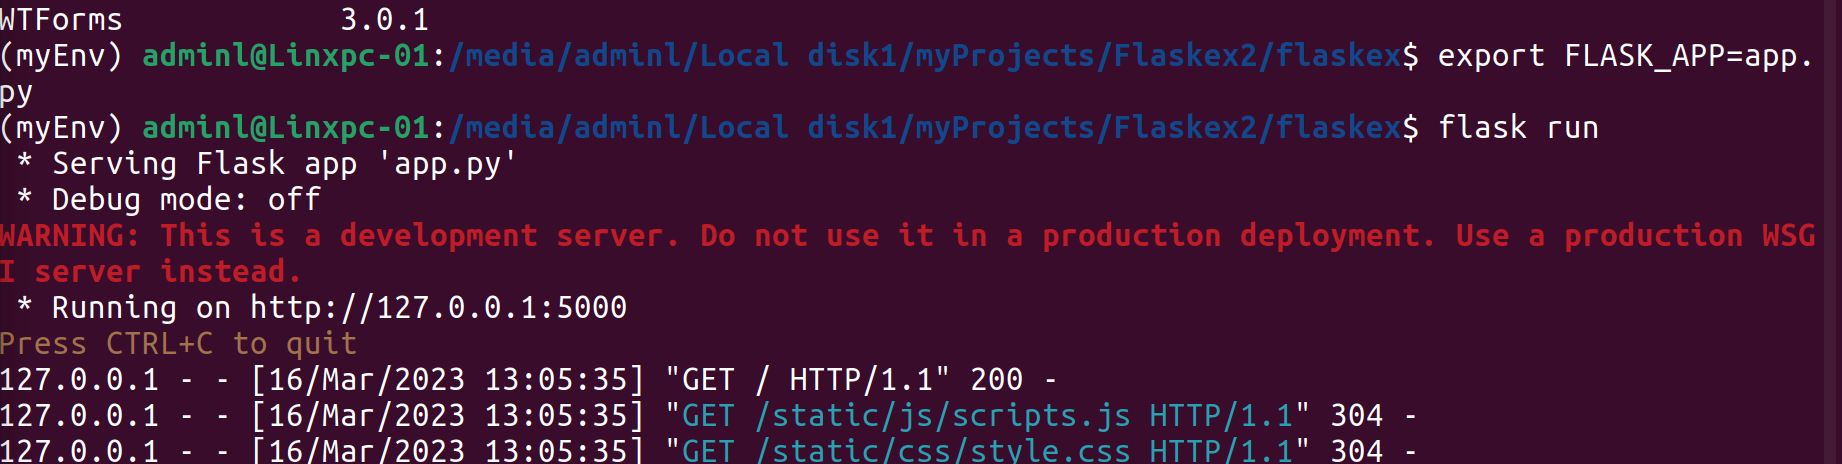 WTForms            3.0.1
(myEnv) adminl@Linxpc-01:/media/adminl/Local disk1/myProjects/Flaskex2/flaskex$ export FLASK_APP=app.
py
(myEnv) adminl@Linxpc-01:/media/adminl/Local disk1/myProjects/Flaskex2/flaskex$ flask run
 * Serving Flask app 'app.py'
 * Debug mode: off
WARNING: This is a development server. Do not use it in a production deployment. Use a production WSG
I server instead.
 * Running on http://127.0.0.1:5000
Press CTRL+C to quit
127.0.0.1 - - [16/Mar/2023 13:05:35] "GET / HTTP/1.1" 200 -
127.0.0.1 - - [16/Mar/2023 13:05:35] "GET /static/js/scripts.js HTTP/1.1" 304 -
127.0.0.1 - - [16/Mar/2023 13:05:35] "GET /static/css/style.css HTTP/1.1" 304 -